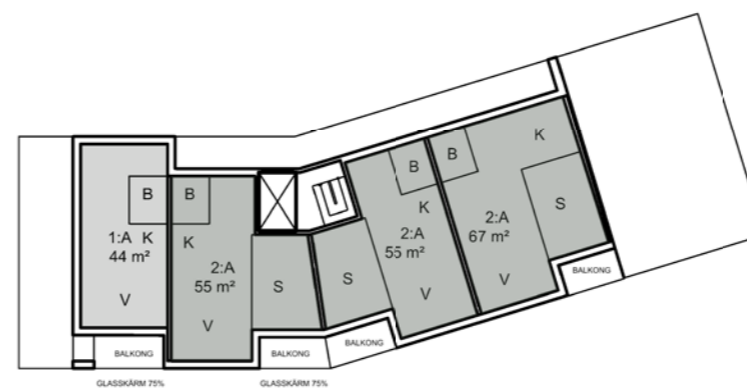 B
B
1:A K
44 m²
V
K
2:A
55 m²
S
V
B
K
2:A
55 m²
S
V
B
K
2:A
67 m²
S
V
BALKONG
BALKONG
BALKONG
BALKONG
GLASSKÄRM 75%
GLASSKÄRM 75%